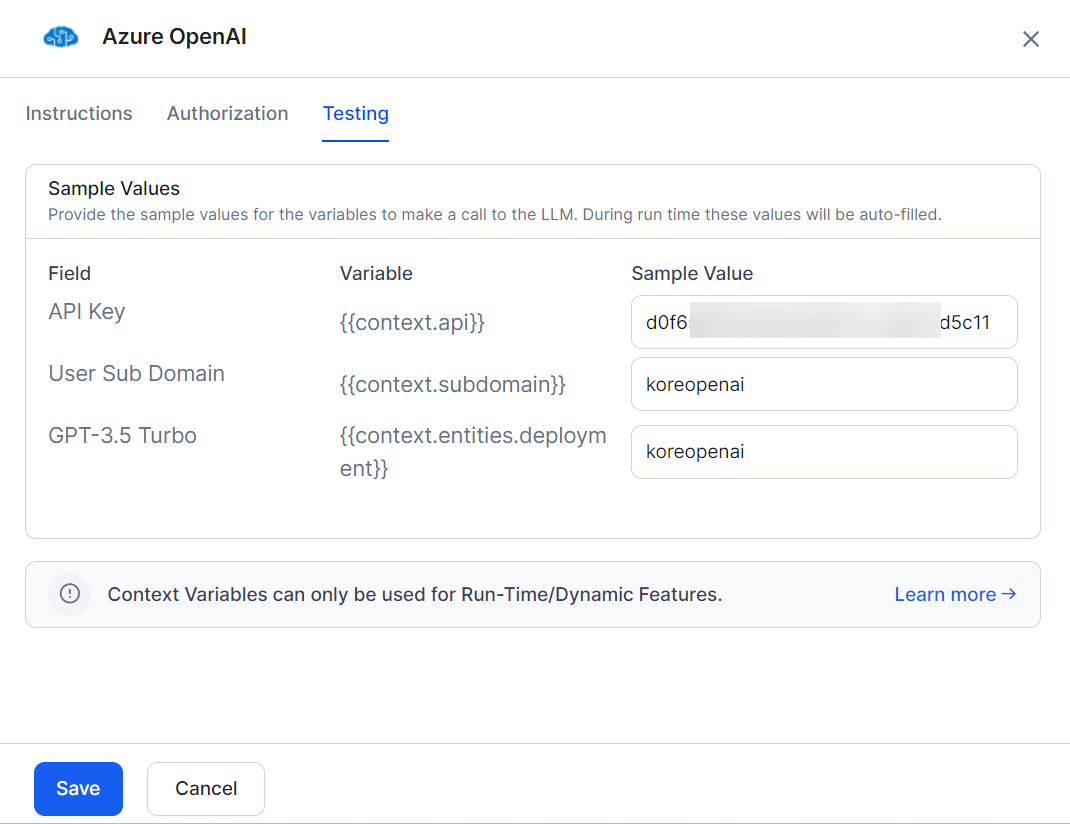 Azure OpenAI
Instructions Authorization Testing
Sample Values
Provide the sample values for the variables to make a call to the LLM. During run time these values will be auto-filled.
Field Variable Sample Value
API Key {{context.api}} d0f6 d5c11
User Sub Domain {{context.subdomain}} koreopenai
GPT-3.5 Turbo {{context.entities.deploym
ent}} koreopenai
Context Variables can only be used for Run-Time/Dynamic Features. Learn more →
Save Cancel